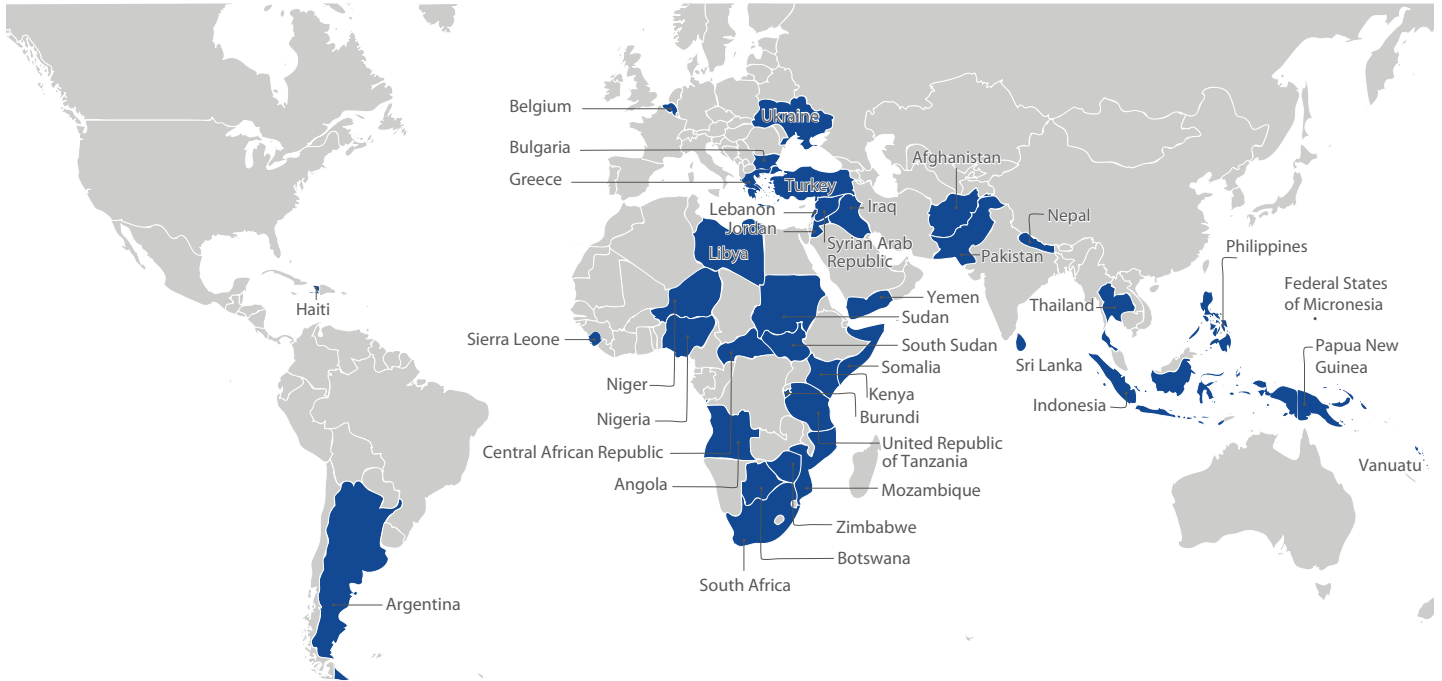 Belgium
Ukraine
Bulgaria
Afghanistan
Greece
Turkey
Lebanon
Iraq
Nepal
Jordan
Libya
Syrian Arab
Republic
Pakistan
Philippines
Federal States
of Micronesia
Haiti
Yemen
Thailand
Sudan
Sierra Leone
South Sudan
Papua New
Guinea
Somalia
Sri Lanka
Niger
Kenya
Indonesia
Nigeria
Burundi
Central African Republic
United Republic
of Tanzania
Vanuatu
Angola
Mozambique
Zimbabwe
Botswana
South Africa
Argentina